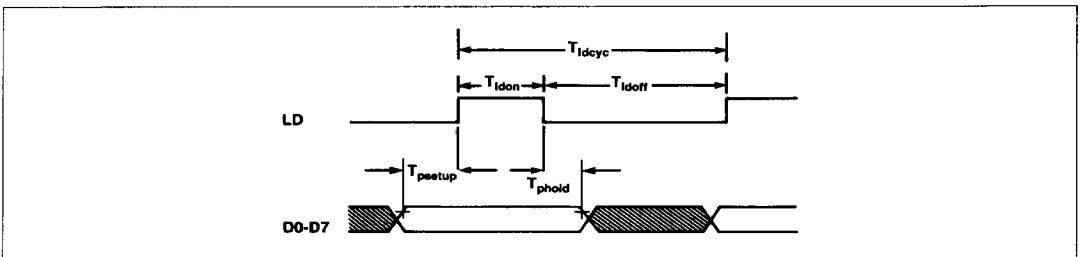 Tldcyc
Tldon
Tldoff
LD
Tpsetup
Tphold
D0-D7